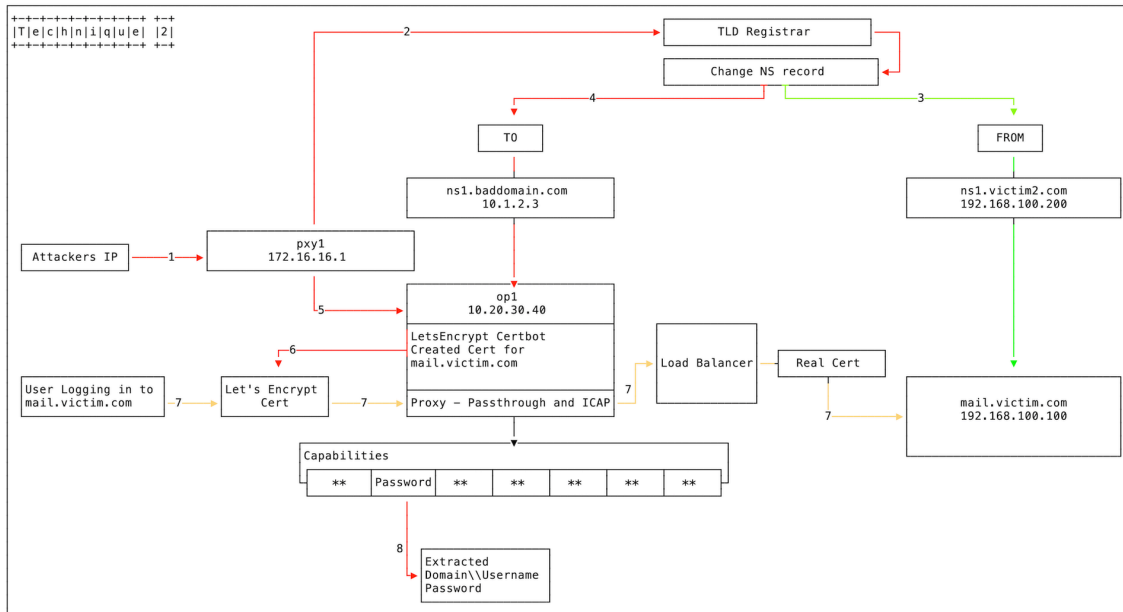 +-+-+-+-+-+-+-+-+-+ +-+
|T|e|c|h|n|i|q|u|e| |2|
+-+-+-+-+-+-+-+-+-+ +-+
2
TLD Registrar
Change NS record
4
3
TO
FROM
ns1.baddomain.com
10.1.2.3
ns1.victim2.com
192.168.100.200
Attackers IP
1
pxy1
172.16.16.1
5
op1
10.20.30.40
LetsEncrypt Certbot
Created Cert for
mail.victim.com
6
Proxy – Passthrough and ICAP
User Logging in to
mail.victim.com
7
Let's Encrypt
Cert
7
7
Load Balancer
Real Cert
7
mail.victim.com
192.168.100.100
Capabilities
** Password ** ** ** ** **
8
Extracted
Domain\\Username
Password